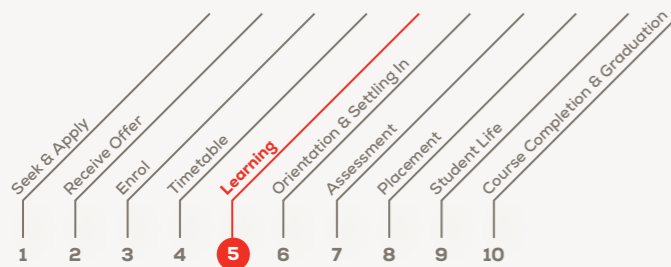 Seek & Apply
Receive Offer
Enrol
Timetable
Learning
Orientation & Settling In
Assessment
Placement
Student Life
Course Completion & Graduation
1 2 3 4 5 6 7 8 9 10